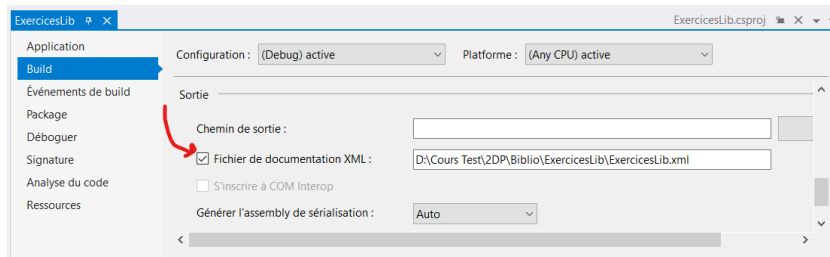 ExercicesLib
ExercicesLib.csproj
Application
Build
Événements de build
Package
Déboguer
Signature
Analyse du code
Ressources
Configuration : (Debug) active Platforme : (Any CPU) active
Sortie
Chemin de sortie :
Fichier de documentation XML : D:\Cours Test\2DP\Biblio\ExercicesLib\ExercicesLib.xml
S'inscrire à COM Interop
Générer l'assembly de sérialisation : Auto